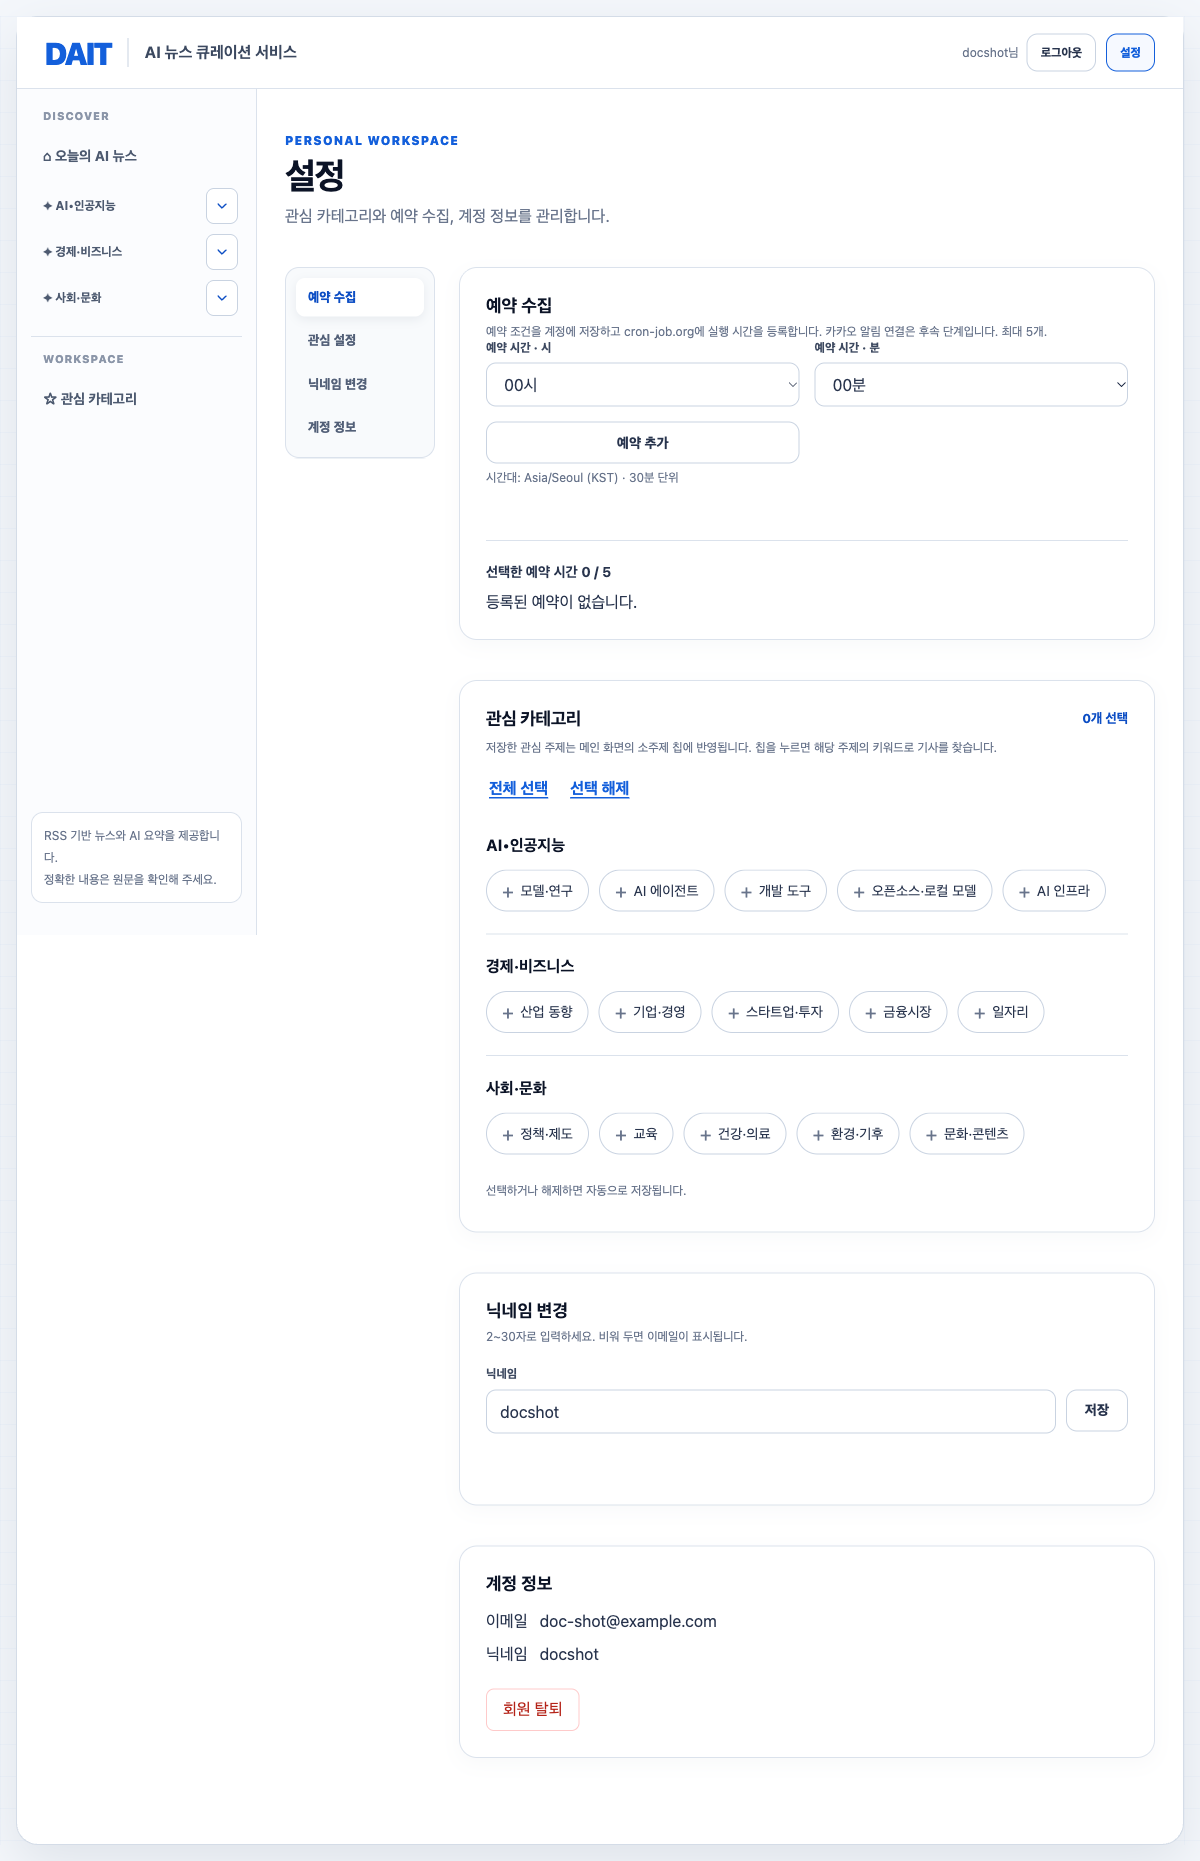 DAIT
AI 뉴스 큐레이션 서비스
docshot님
로그아웃
설정
DISCOVER
⌂ 오늘의 AI 뉴스
✦ AI•인공지능
✦ 경제·비즈니스
✦ 사회·문화
WORKSPACE
☆ 관심 카테고리
RSS 기반 뉴스와 AI 요약을 제공합니
다.
정확한 내용은 원문을 확인해 주세요.
PERSONAL WORKSPACE
설정
관심 카테고리와 예약 수집, 계정 정보를 관리합니다.
예약 수집
관심 설정
닉네임 변경
계정 정보
예약 수집
예약 조건을 계정에 저장하고 cron-job.org에 실행 시간을 등록합니다. 카카오 알림 연결은 후속 단계입니다. 최대 5개.
예약 시간 · 시
예약 시간 · 분
00시
00분
예약 추가
시간대: Asia/Seoul (KST) · 30분 단위
선택한 예약 시간 0 / 5
등록된 예약이 없습니다.
관심 카테고리
0개 선택
저장한 관심 주제는 메인 화면의 소주제 칩에 반영됩니다. 칩을 누르면 해당 주제의 키워드로 기사를 찾습니다.
전체 선택
선택 해제
AI•인공지능
+ 모델·연구
+ AI 에이전트
+ 개발 도구
+ 오픈소스·로컬 모델
+ AI 인프라
경제·비즈니스
+ 산업 동향
+ 기업·경영
+ 스타트업·투자
+ 금융시장
+ 일자리
사회·문화
+ 정책·제도
+ 교육
+ 건강·의료
+ 환경·기후
+ 문화·콘텐츠
선택하거나 해제하면 자동으로 저장됩니다.
닉네임 변경
2~30자로 입력하세요. 비워 두면 이메일이 표시됩니다.
닉네임
docshot
저장
계정 정보
이메일 doc-shot@example.com
닉네임 docshot
회원 탈퇴